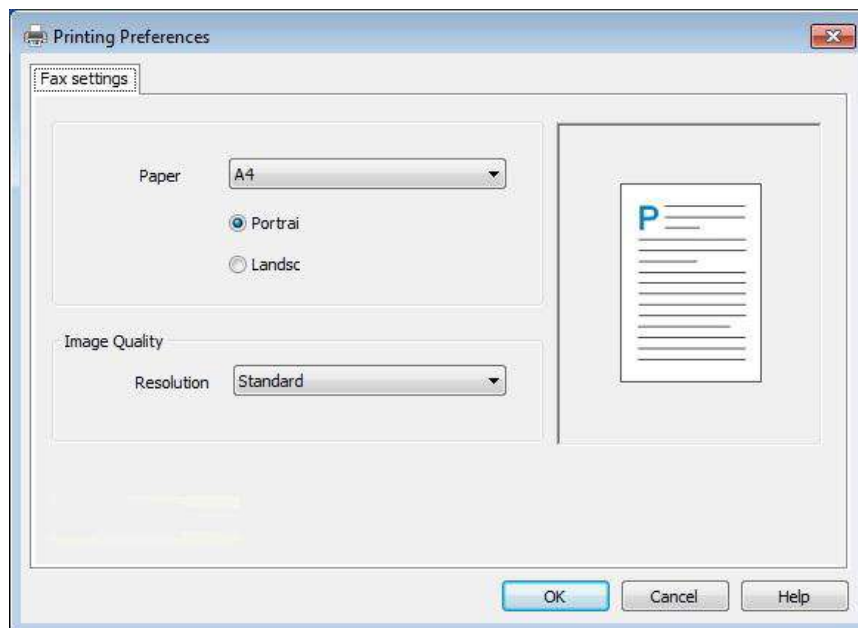 Printing Preferences
Fax settings
Paper
A4
Portrai
Landsc
P
Image Quality
Resolution
Standard
OK
Cancel
Help